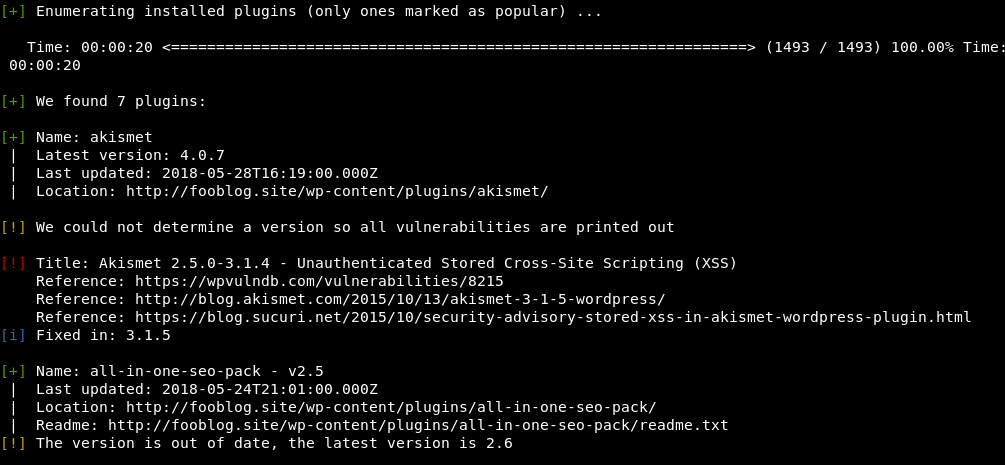 [+] Enumerating installed plugins (only ones marked as popular) ...
Time: 00:00:20 <================================================================> (1493 / 1493) 100.00% Time:
00:00:20
[+] We found 7 plugins:
[+] Name: akismet
| Latest version: 4.0.7
| Last updated: 2018-05-28T16:19:00.000Z
| Location: http://fooblog.site/wp-content/plugins/akismet/
[!] We could not determine a version so all vulnerabilities are printed out
[!] Title: Akismet 2.5.0-3.1.4 - Unauthenticated Stored Cross-Site Scripting (XSS)
Reference: https://wpvulndb.com/vulnerabilities/8215
Reference: http://blog.akismet.com/2015/10/13/akismet-3-1-5-wordpress/
Reference: https://blog.sucuri.net/2015/10/security-advisory-stored-xss-in-akismet-wordpress-plugin.html
[i] Fixed in: 3.1.5
[+] Name: all-in-one-seo-pack - v2.5
| Last updated: 2018-05-24T21:01:00.000Z
| Location: http://fooblog.site/wp-content/plugins/all-in-one-seo-pack/
| Readme: http://fooblog.site/wp-content/plugins/all-in-one-seo-pack/readme.txt
[!] The version is out of date, the latest version is 2.6